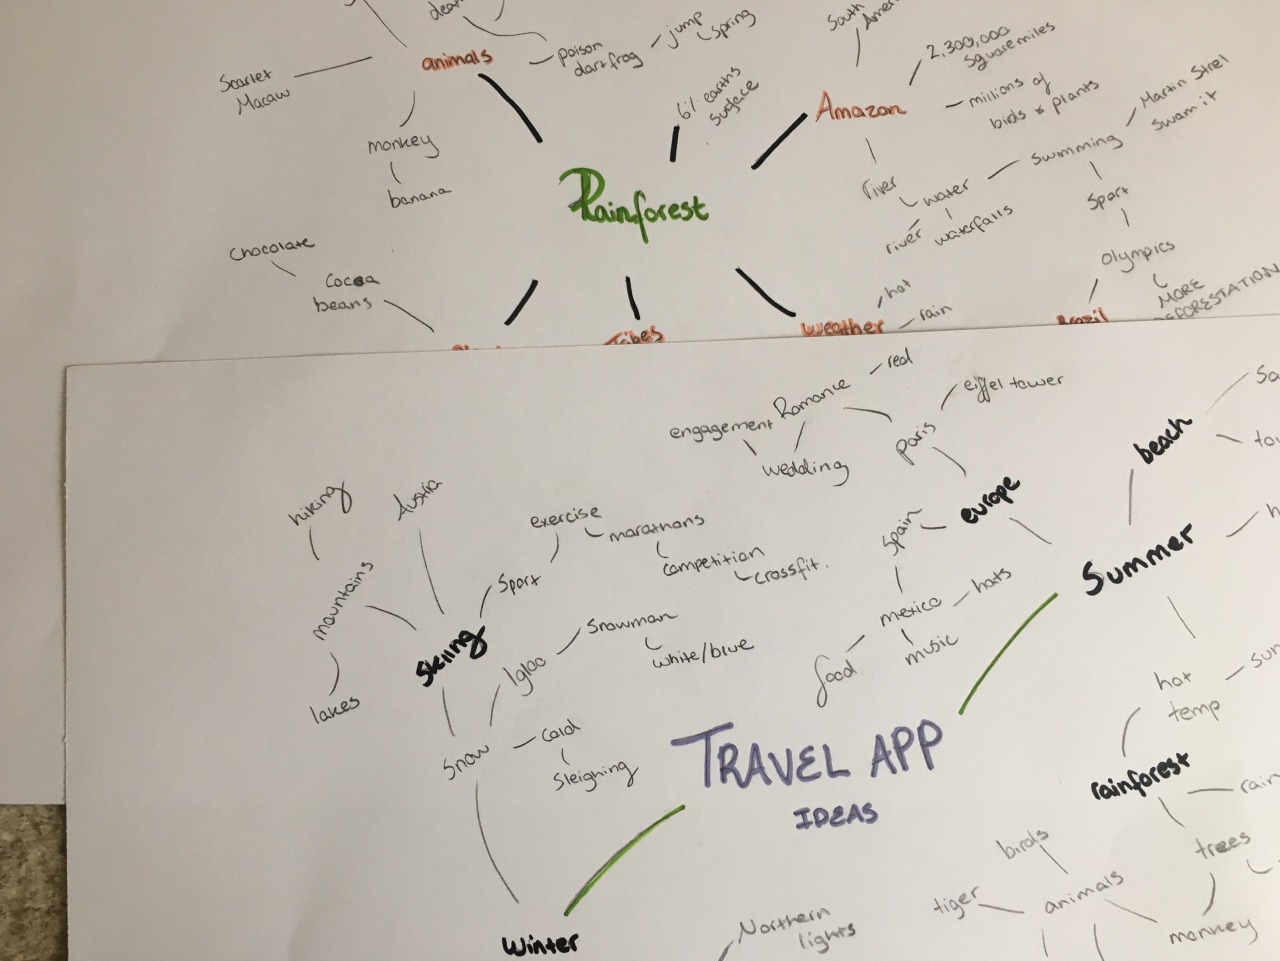 animals
poison
dart frog
jump
spring
Scarlet
Macaw
monkey
banana
6% earths
surface
South
Amazon
2,300,000
square miles
millions of
birds & plants
river
water
river
waterfalls
swimming
Martin Strel
swam it
Sport
Olympics
MORE
Brazil
Rainforest
Chocolate
Cocoa
beans
Tribes
Weather
hot
rain
red
Romance
engagement
wedding
eiffel tower
paris
europe
Spain
mexico
hats
music
food
beach
Summer
hot
temp
rainforest
trees
birds
animals
tiger
monkey
hiking
Austria
mountains
lakes
exercise
marathons
competition
crossfit.
Sport
Skiing
Igloo
Snowman
white/blue
Snow
cold
Sleighing
TRAVEL APP
IDEAS
Winter
Northern
lights